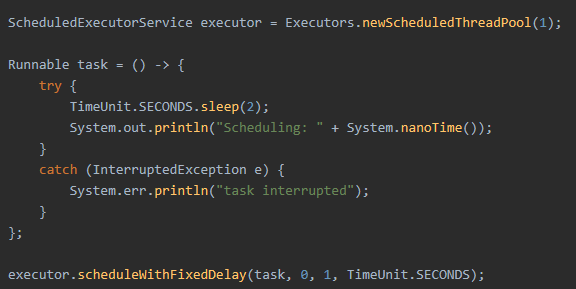 ScheduledExecutorService executor = Executors.newScheduledThreadPool(1);
Runnable task = () -> {
try {
TimeUnit.SECONDS.sleep(2);
System.out.println("Scheduling: " + System.nanoTime());
}
catch (InterruptedException e) {
System.err.println("task interrupted");
}
};
executor.scheduleWithFixedDelay(task, 0, 1, TimeUnit.SECONDS);